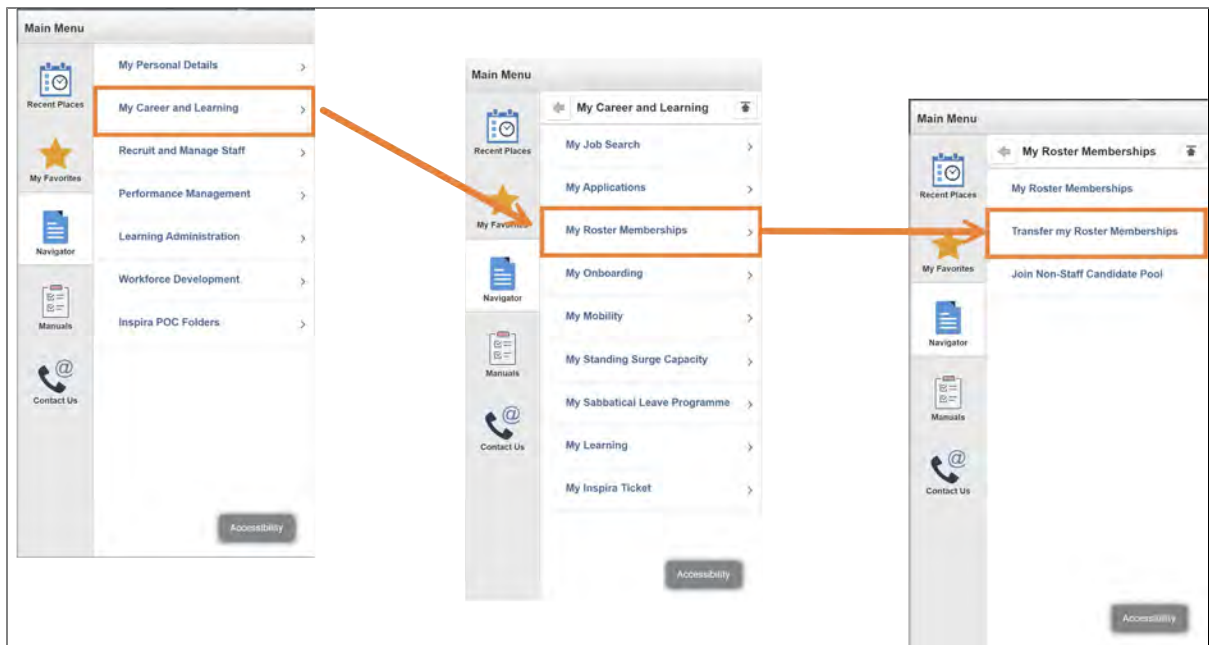 Main Menu
Recent Places
My Favorites
Navigator
Manuals
@
Contact Us
My Personal Details
My Career and Learning
Recruit and Manage Staff
Performance Management
Learning Administration
Workforce Development
Inspira POC Folders
Accessibility
Main Menu
Recent Places
My Favorites
Navigator
Manuals
@
Contact Us
My Career and Learning
My Job Search
My Applications
My Roster Memberships
My Onboarding
My Mobility
My Standing Surge Capacity
My Sabbatical Leave Programme
My Learning
My Inspira Ticket
Accessibility
Main Menu
Recent Places
My Favorites
Navigator
Manuals
@
Contact Us
My Roster Memberships
My Roster Memberships
Transfer my Roster Memberships
Join Non-Staff Candidate Pool
Accessibility